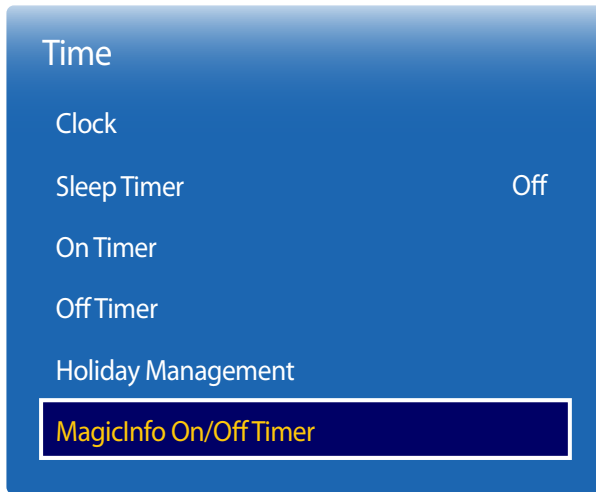 Time
Clock
Sleep Timer Off
On Timer
Off Timer
Holiday Management
MagicInfo On/Off Timer